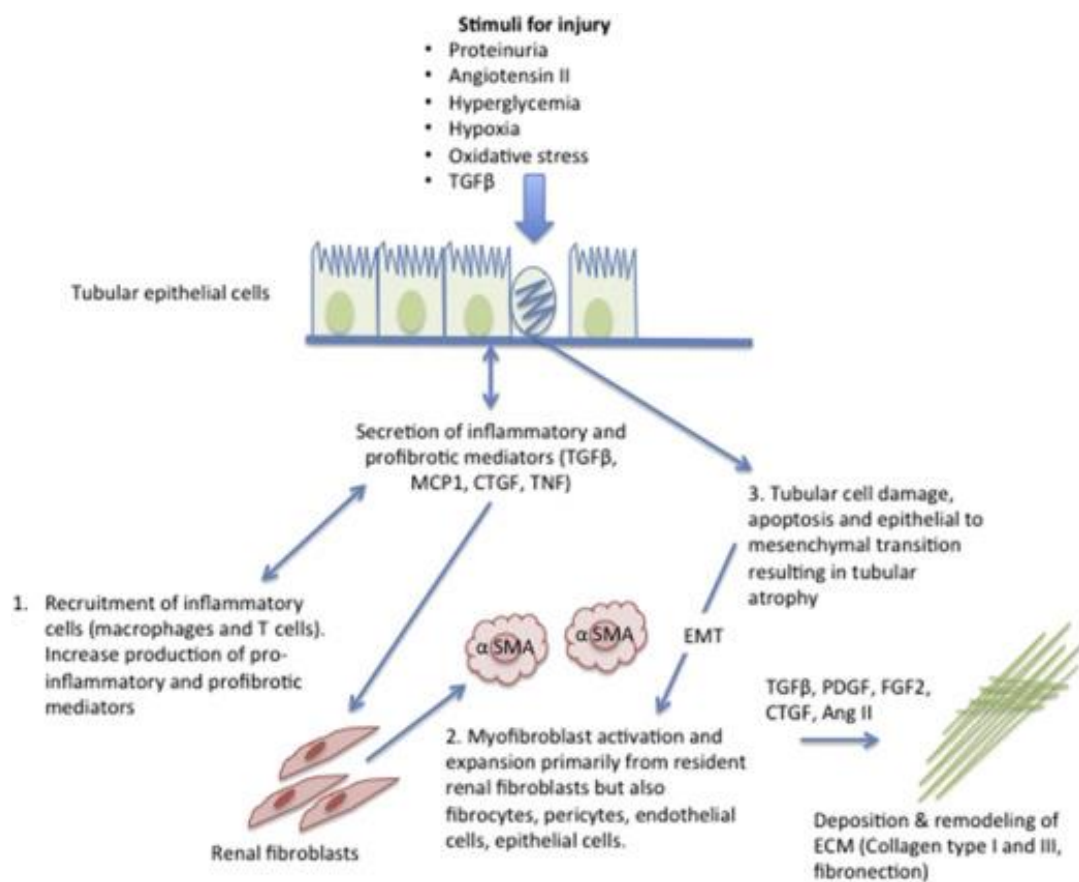 Stimuli for injury
• Proteinuria
• Angiotensin II
• Hyperglycemia
• Hypoxia
• Oxidative stress
• TGFβ
Tubular epithelial cells
Secretion of inflammatory and
profibrotic mediators (TGFβ,
MCP1, CTGF, TNF)
3. Tubular cell damage,
apoptosis and epithelial to
mesenchymal transition
resulting in tubular
atrophy
1. Recruitment of inflammatory
cells (macrophages and T cells).
Increase production of pro-
inflammatory and profibrotic
mediators
α SMA
α SMA
EMT
TGFβ, PDGF, FGF2,
CTGF, Ang II
2. Myofibroblast activation and
expansion primarily from resident
renal fibroblasts but also
fibrocytes, pericytes, endothelial
cells, epithelial cells.
Renal fibroblasts
Deposition & remodeling of
ECM (Collagen type I and III,
fibronection)